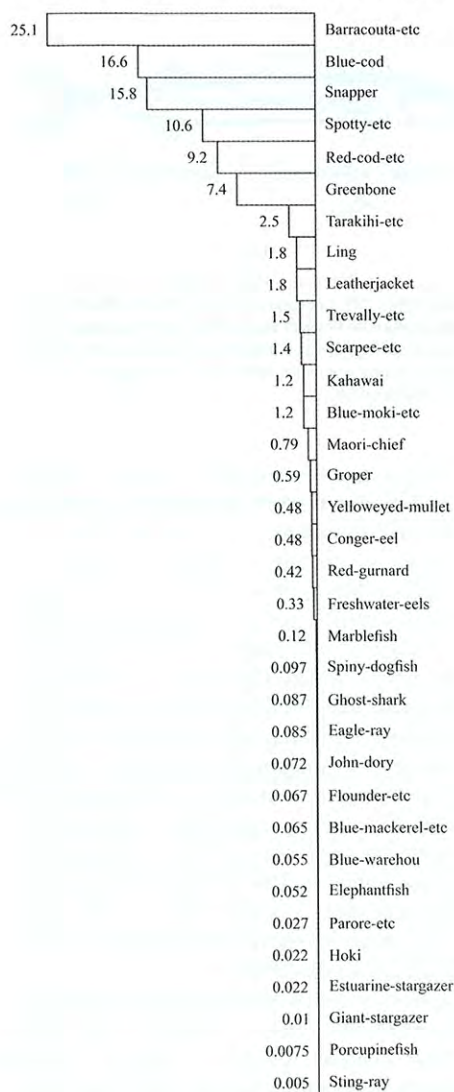 25.1 Barracouta-etc
16.6 Blue-cod
15.8 Snapper
10.6 Spotty-etc
9.2 Red-cod-etc
7.4 Greenbone
2.5 Tarakihi-etc
1.8 Ling
1.8 Leatherjacket
1.5 Trevally-etc
1.4 Scarpee-etc
1.2 Kahawai
1.2 Blue-moki-etc
0.79 Maori-chief
0.59 Groper
0.48 Yelloweyed-mullet
0.48 Conger-eel
0.42 Red-gurnard
0.33 Freshwater-eels
0.12 Marblefish
0.097 Spiny-dogfish
0.087 Ghost-shark
0.085 Eagle-ray
0.072 John-dory
0.067 Flounder-etc
0.065 Blue-mackerel-etc
0.055 Blue-warehou
0.052 Elephantfish
0.027 Parore-etc
0.022 Hoki
0.022 Estuarine-stargazer
0.01 Giant-stargazer
0.0075 Porcupinefish
0.005 Sting-ray